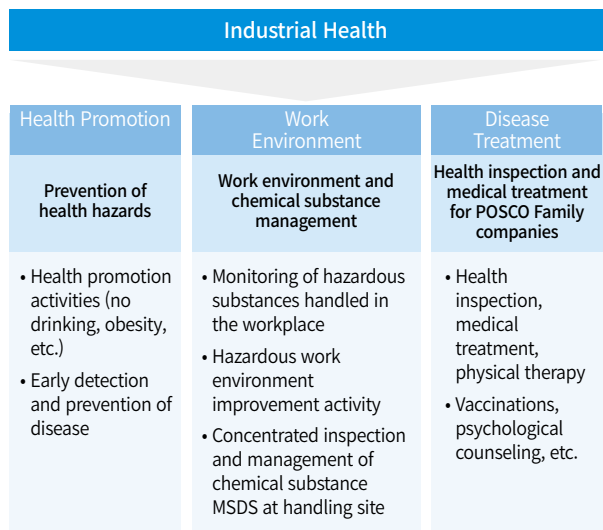 Industrial Health
Health Promotion
Prevention of
health hazards
• Health promotion
activities (no
drinking, obesity,
etc.)
• Early detection
and prevention of
disease
Work
Environment
Work environment and
chemical substance
management
• Monitoring of hazardous
substances handled in
the workplace
• Hazardous work
environment
improvement activity
• Concentrated inspection
and management of
chemical substance
MSDS at handling site
Disease
Treatment
Health inspection and
medical treatment
for POSCO Family
companies
• Health
inspection,
medical
treatment,
physical therapy
• Vaccinations,
psychological
counseling, etc.